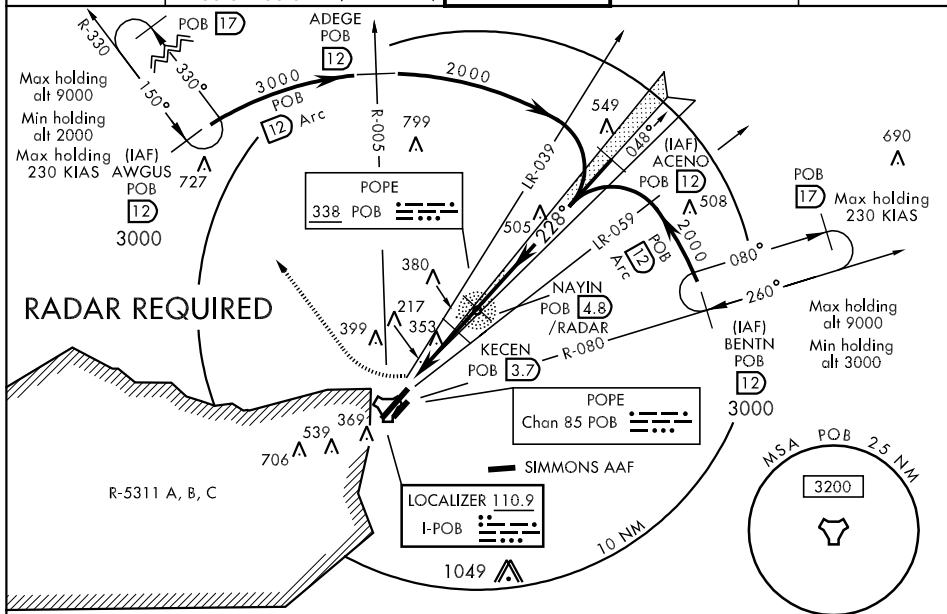 R-330
POB 17
ADEGE
POB
12
330°
150°
Max holding
alt 9000
Min holding
alt 2000
Max holding
230 KIAS
(IAF)
AWGUS
POB
12
3000
727
3000
POB
12 Arc
R-005
2000
799
LR-039
549
048°
(IAF)
ACENO
POB 12
508
690
POB
17
Max holding
230 KIAS
POPE
338 POB
505
228°
LR-059
POB
12
Arc
2000
080°
260°
380
217
353
399
NAYIN
POB 4.8
/RADAR
R-080
KECEN
POB 3.7
(IAF)
BENTN
POB
12
3000
Max holding
alt 9000
Min holding
alt 3000
RADAR REQUIRED
POPE
Chan 85 POB
369
539
706
R-5311 A, B, C
SIMMONS AAF
LOCALIZER 110.9
I-POB
1049
10 NM
MSA POB 25 NM
3200